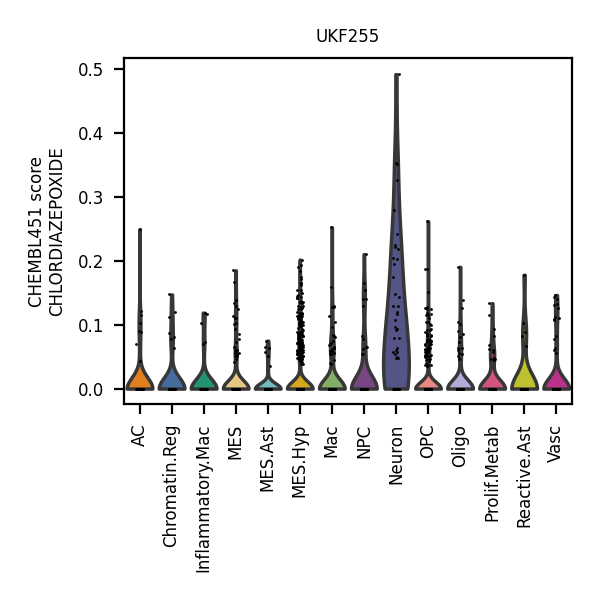 UKF255
CHEMBL451 score
CHLORDIAZEPOXIDE
0.5
0.4
0.3
0.2
0.1
0.0
AC
Chromatin.Reg
Inflammatory.Mac
MES
MES.Ast
MES.Hyp
Mac
NPC
Neuron
OPC
Oligo
Prolif.Metab
Reactive.Ast
Vasc